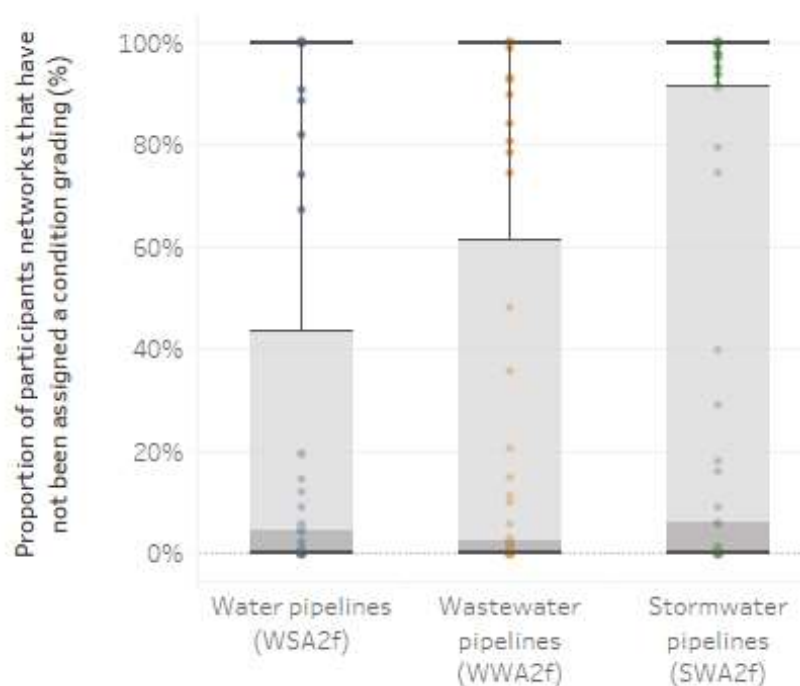 Proportion of participants networks that have
not been assigned a condition grading (%)
100%
80%
60%
40%
20%
0%
Water pipelines
(WSA2f)
Wastewater
pipelines
(WWA2f)
Stormwater
pipelines
(SWA2f)